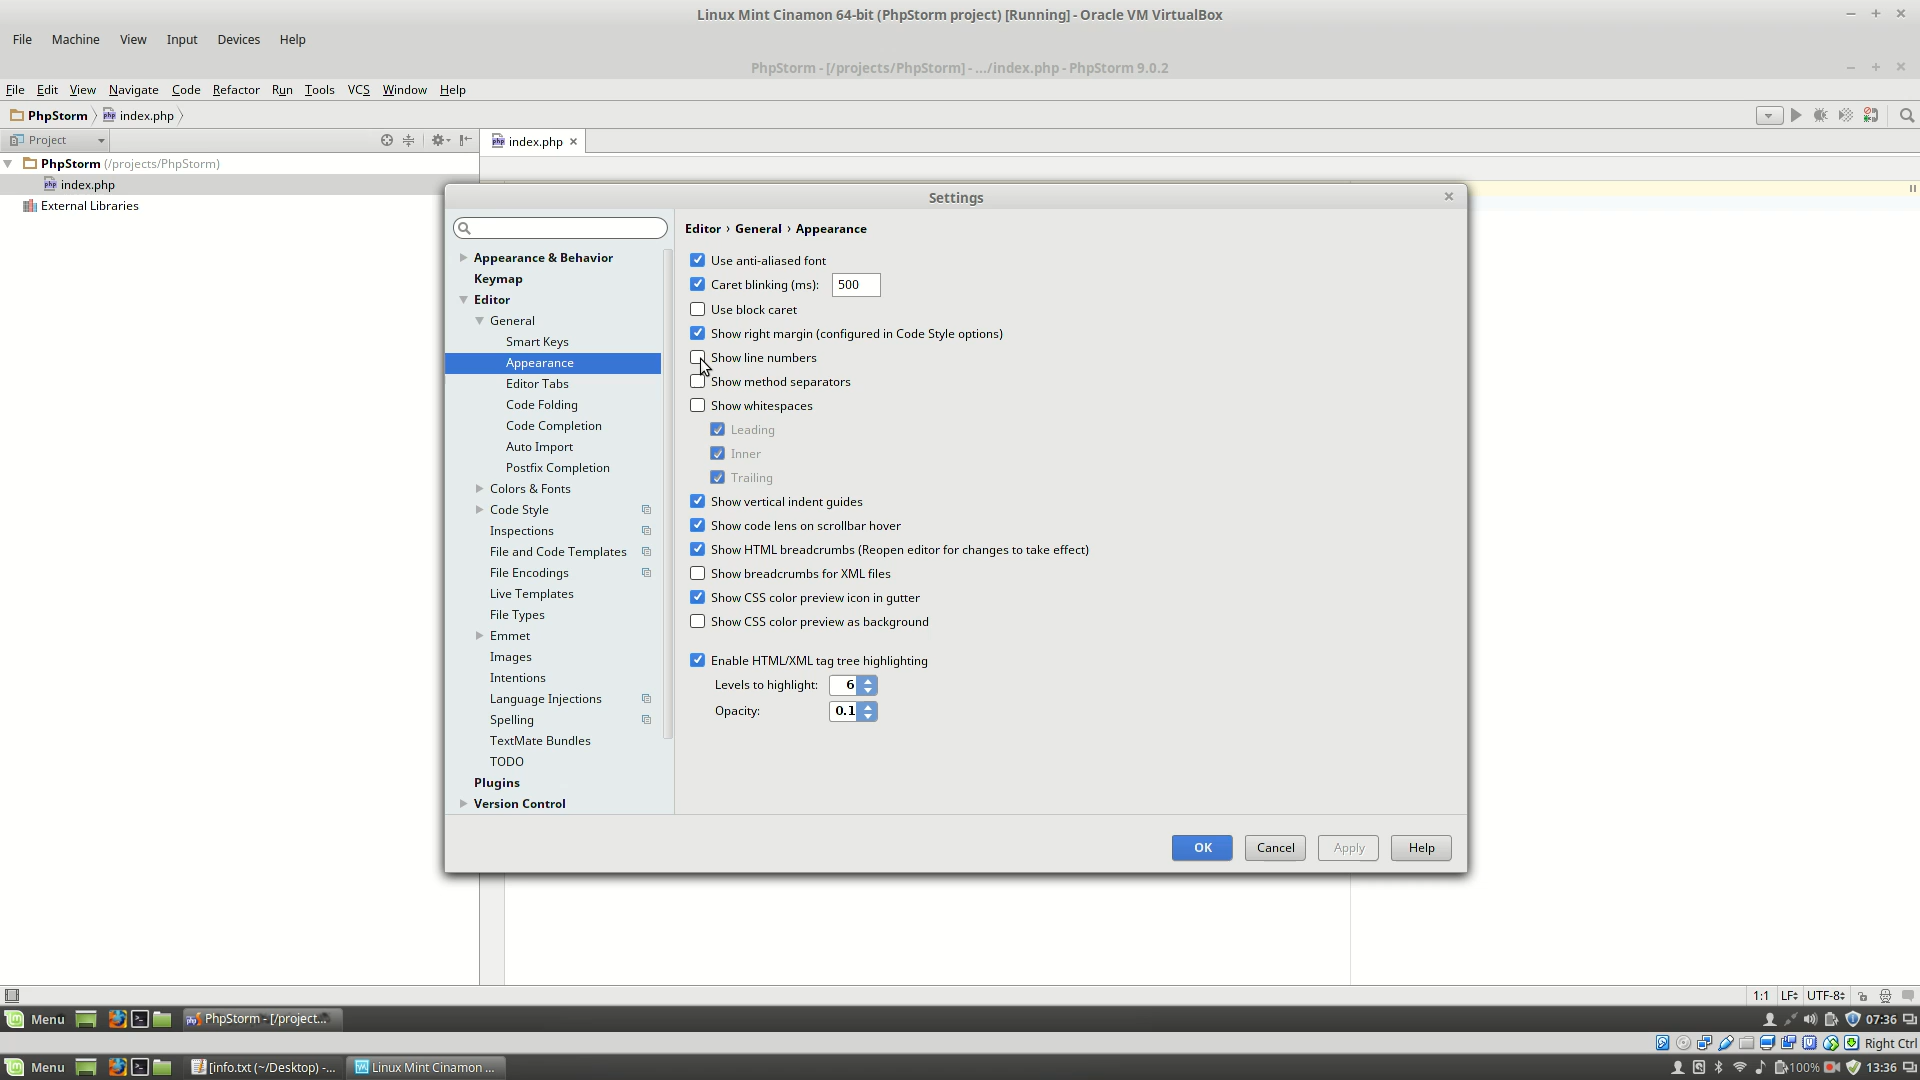 Linux Mint Cinamon 64-bit (PhpStorm project) [Running] - Oracle VM VirtualBox
File Machine View Input Devices Help
PhpStorm - [/projects/PhpStorm] - .../index.php - PhpStorm 9.0.2
File Edit View Navigate Code Refactor Run Tools VCS Window Help
PhpStorm index.php
Project
index.php
PhpStorm (/projects/PhpStorm)
index.php
External Libraries
Settings
Appearance & Behavior
Keymap
Editor
General
Smart Keys
Appearance
Editor Tabs
Code Folding
Code Completion
Auto Import
Postfix Completion
Colors & Fonts
Code Style
Inspections
File and Code Templates
File Encodings
Live Templates
File Types
Emmet
Images
Intentions
Language Injections
Spelling
TextMate Bundles
TODO
Plugins
Version Control
Editor › General › Appearance
Use anti-aliased font
Caret blinking (ms): 500
Use block caret
Show right margin (configured in Code Style options)
Show line numbers
Show method separators
Show whitespaces
Leading
Inner
Trailing
Show vertical indent guides
Show code lens on scrollbar hover
Show HTML breadcrumbs (Reopen editor for changes to take effect)
Show breadcrumbs for XML files
Show CSS color preview icon in gutter
Show CSS color preview as background
Enable HTML/XML tag tree highlighting
Levels to highlight: 6
Opacity: 0.1
OK Cancel Apply Help
1:1 LF UTF-8
Menu PhpStorm - [/project... 07:36
Right Ctrl
Menu [info.txt (~/Desktop) -... Linux Mint Cinamon ... 100% 13:36